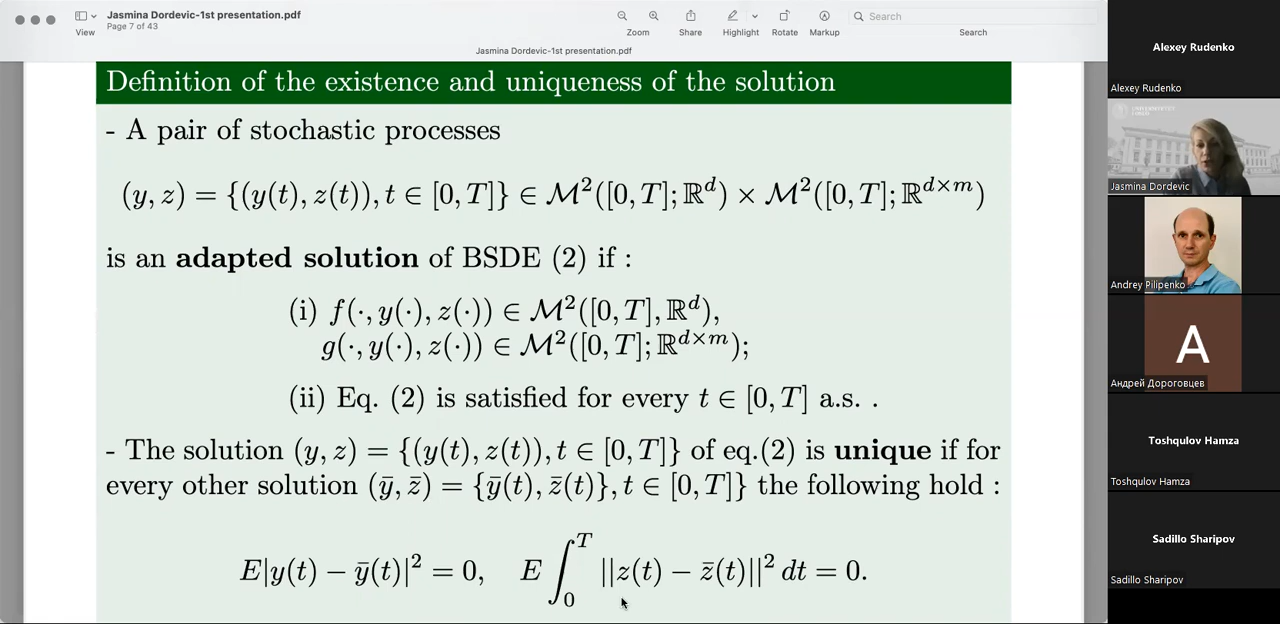 Jasmina Dordevic-1st presentation.pdf
Page 7 of 43
View
Zoom
Share
Highlight
Rotate
Markup
Search
Search
Jasmina Dordevic-1st presentation.pdf
Definition of the existence and uniqueness of the solution
- A pair of stochastic processes
(y, z) = {(y(t), z(t)), t ∈ [0, T]} ∈ ℳ²([0, T]; ℝᵈ) × ℳ²([0, T]; ℝᵈˣᵐ)
is an adapted solution of BSDE (2) if :
(i) f(·, y(·), z(·)) ∈ ℳ²([0, T], ℝᵈ),
g(·, y(·), z(·)) ∈ ℳ²([0, T]; ℝᵈˣᵐ);
(ii) Eq. (2) is satisfied for every t ∈ [0, T] a.s. .
- The solution (y, z) = {(y(t), z(t)), t ∈ [0, T]} of eq.(2) is unique if for
every other solution (ȳ, z̄) = {ȳ(t), z̄(t)}, t ∈ [0, T]} the following hold :
E|y(t) − ȳ(t)|² = 0, E ∫₀ᵀ ||z(t) − z̄(t)||² dt = 0.
Alexey Rudenko
Alexey Rudenko
Jasmina Dordevic
Andrey Pilipenko
A
Андрей Дороговцев
Toshqulov Hamza
Toshqulov Hamza
Sadillo Sharipov
Sadillo Sharipov